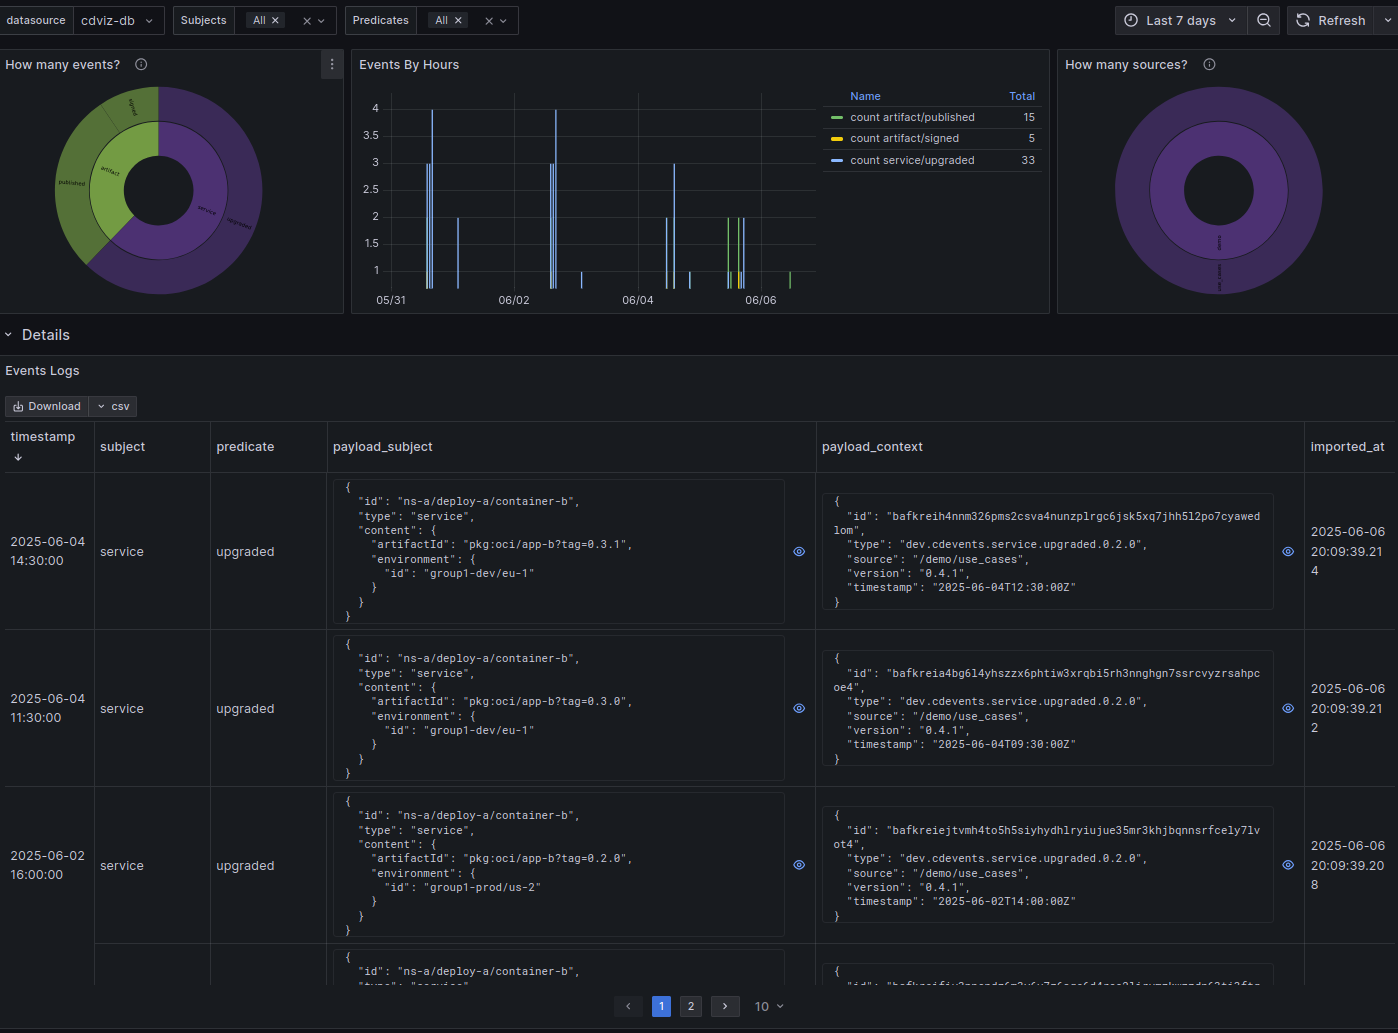 datasource cdviz-db Subjects All Predicates All Last 7 days Refresh
How many events?
signed
artifact
published
service
upgraded
Events By Hours
4
3.5
3
2.5
2
1.5
1
05/31 06/02 06/04 06/06
Name Total
count artifact/published 15
count artifact/signed 5
count service/upgraded 33
How many sources?
Details
Events Logs
Download csv
timestamp subject predicate payload_subject payload_context imported_at
2025-06-04
14:30:00
service
upgraded
{
"id": "ns-a/deploy-a/container-b",
"type": "service",
"content": {
"artifactId": "pkg:oci/app-b?tag=0.3.1",
"environment": {
"id": "group1-dev/eu-1"
}
}
}
{
"id": "bafkreih4nnm326pms2csva4nunzplrgc6jsk5xq7jhh5l2po7cyawed
lom",
"type": "dev.cdevents.service.upgraded.0.2.0",
"source": "/demo/use_cases",
"version": "0.4.1",
"timestamp": "2025-06-04T12:30:00Z"
}
2025-06-06
20:09:39.21
4
2025-06-04
11:30:00
service
upgraded
{
"id": "ns-a/deploy-a/container-b",
"type": "service",
"content": {
"artifactId": "pkg:oci/app-b?tag=0.3.0",
"environment": {
"id": "group1-dev/eu-1"
}
}
}
{
"id": "bafkreia4bg6l4yhszzx6phtiw3xrqbi5rh3nnghgn7ssrcvyzrsahpc
oe4",
"type": "dev.cdevents.service.upgraded.0.2.0",
"source": "/demo/use_cases",
"version": "0.4.1",
"timestamp": "2025-06-04T09:30:00Z"
}
2025-06-06
20:09:39.21
2
2025-06-02
16:00:00
service
upgraded
{
"id": "ns-a/deploy-a/container-b",
"type": "service",
"content": {
"artifactId": "pkg:oci/app-b?tag=0.2.0",
"environment": {
"id": "group1-prod/us-2"
}
}
}
{
"id": "bafkreiejtvmh4to5h5siyhydhlryiujue35mr3khjbqnnsrfcely7lv
ot4",
"type": "dev.cdevents.service.upgraded.0.2.0",
"source": "/demo/use_cases",
"version": "0.4.1",
"timestamp": "2025-06-02T14:00:00Z"
}
2025-06-06
20:09:39.20
8
{
"id": "ns-a/deploy-a/container-b",
{
1 2 10